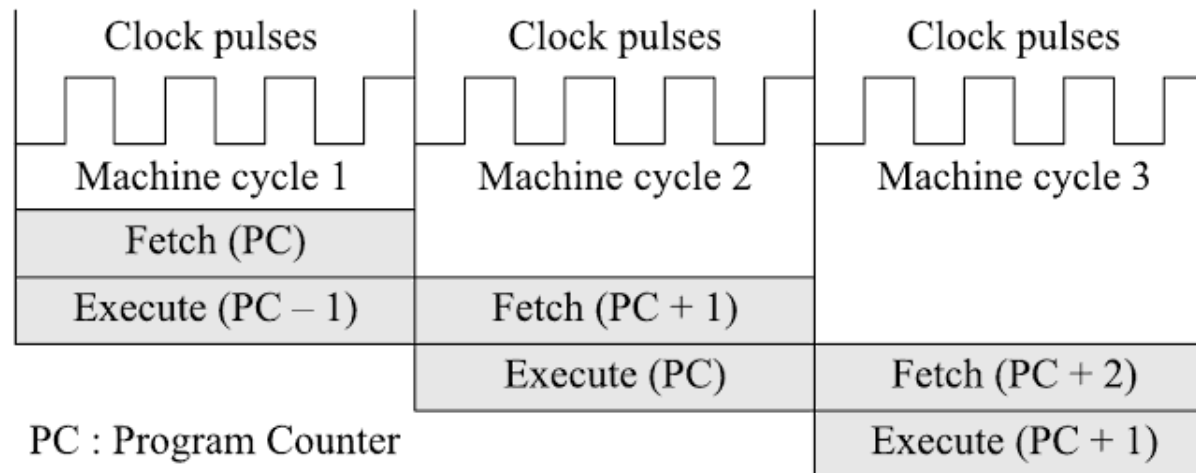 Clock pulses Clock pulses Clock pulses
Machine cycle 1 Machine cycle 2 Machine cycle 3
Fetch (PC)
Execute (PC – 1) Fetch (PC + 1)
Execute (PC) Fetch (PC + 2)
PC : Program Counter Execute (PC + 1)